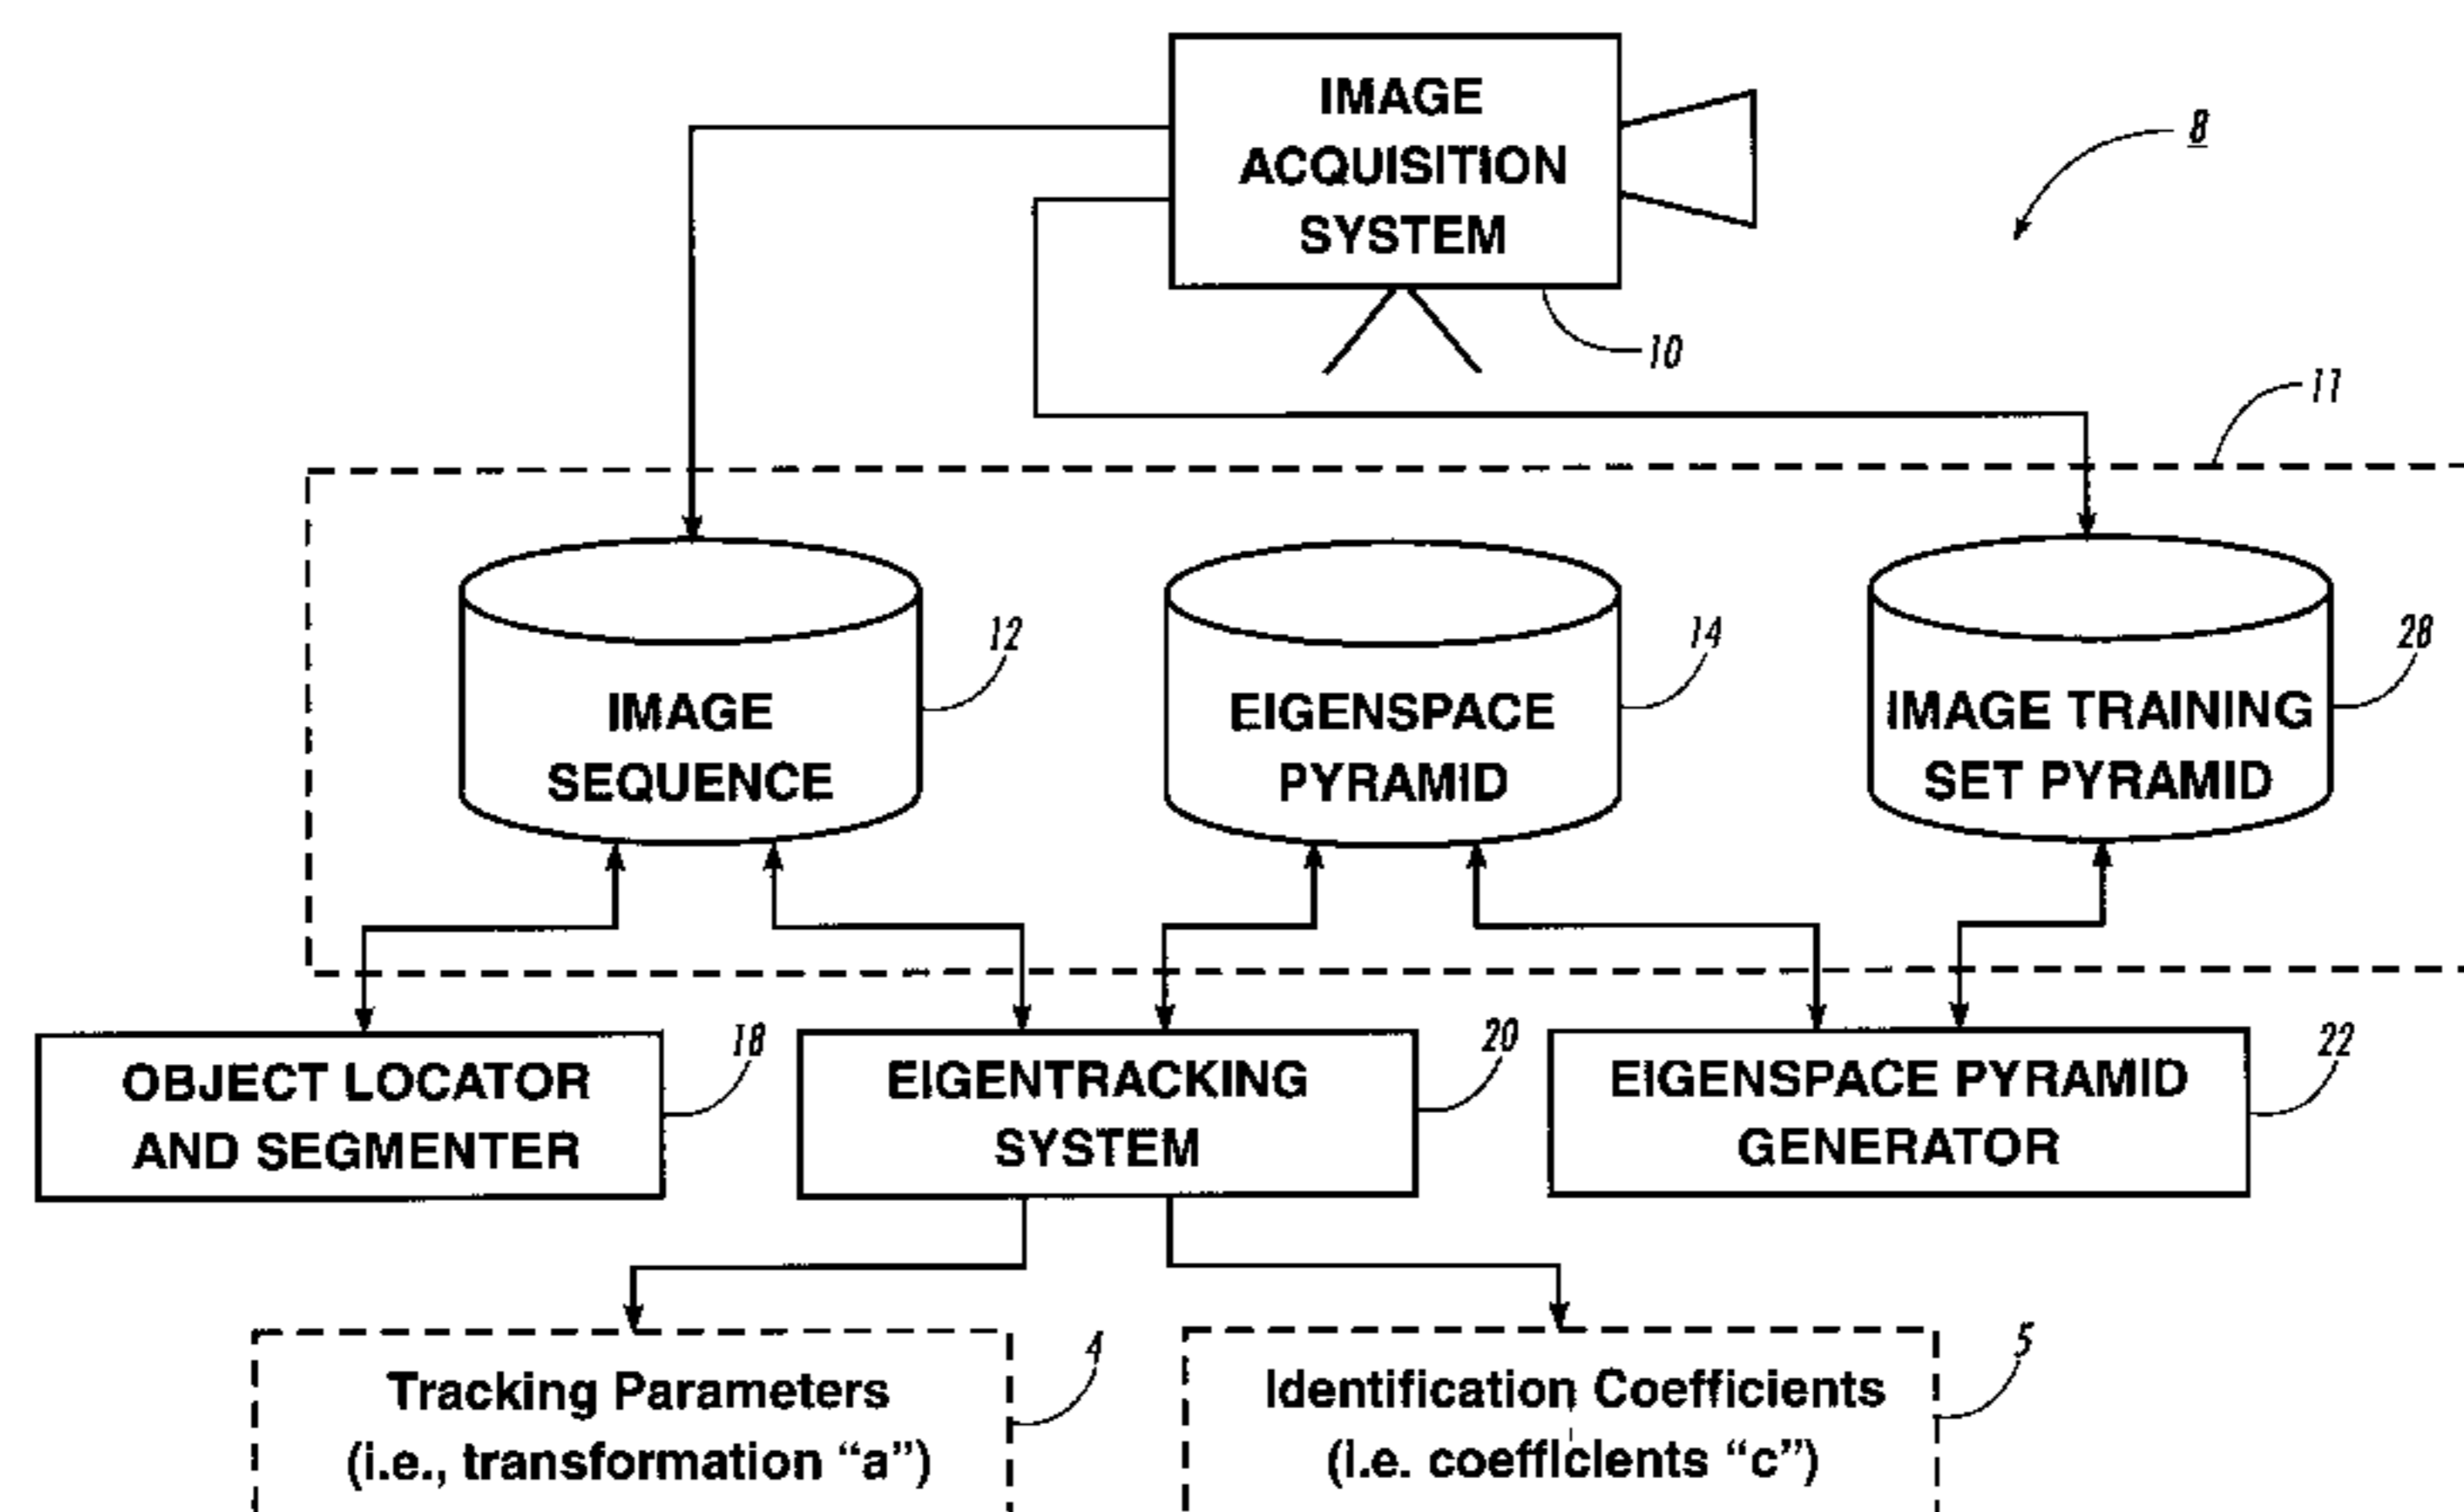 IMAGE
ACQUISITION
SYSTEM
8
10
11
IMAGE
SEQUENCE
12
EIGENSPACE
PYRAMID
14
IMAGE TRAINING
SET PYRAMID
28
OBJECT LOCATOR
AND SEGMENTER
18
EIGENTRACKING
SYSTEM
20
EIGENSPACE PYRAMID
GENERATOR
22
Tracking Parameters
(i.e., transformation “a”)
4
Identification Coefficients
(i.e. coefficients “c”)
5